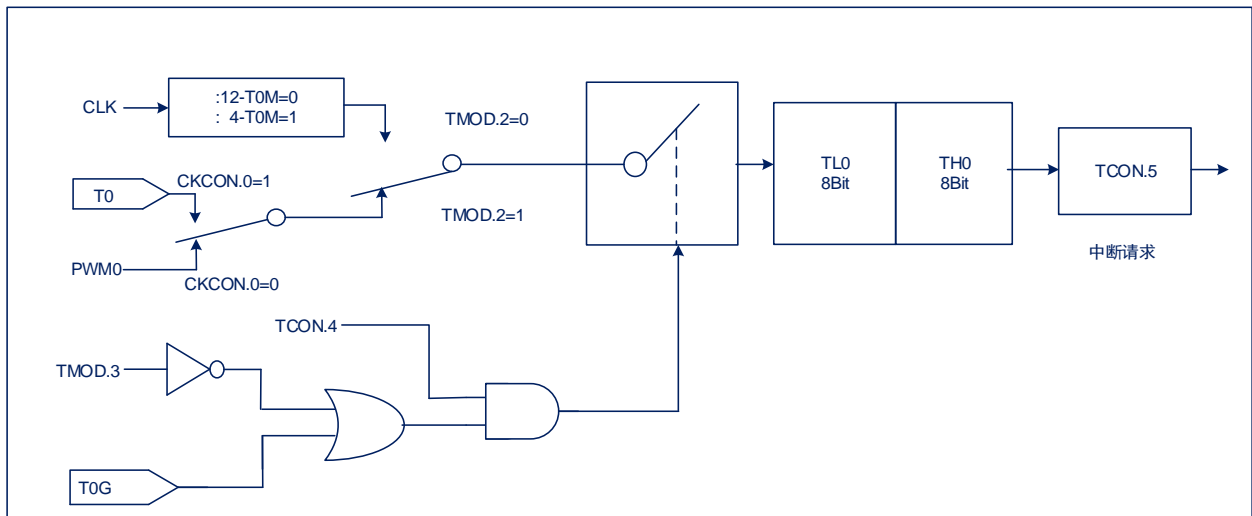 CLK
:12-T0M=0
: 4-T0M=1
TMOD.2=0
T0
CKCON.0=1
TMOD.2=1
PWM0
CKCON.0=0
TL0
8Bit
TH0
8Bit
TCON.5
中断请求
TCON.4
TMOD.3
T0G